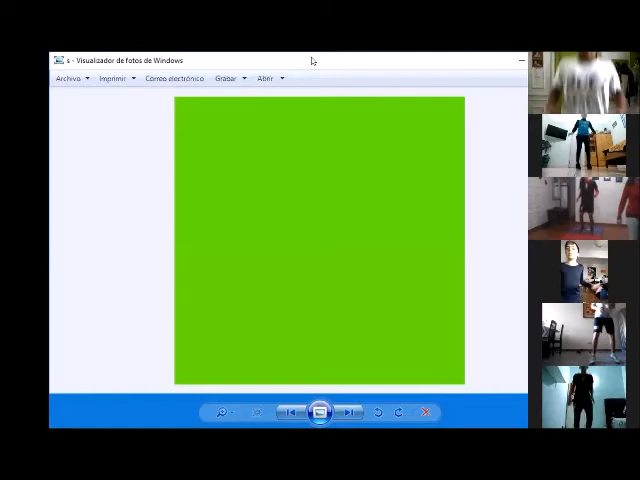 s - Visualizador de fotos de Windows
Archivo Imprimir Correo electrónico Grabar Abrir